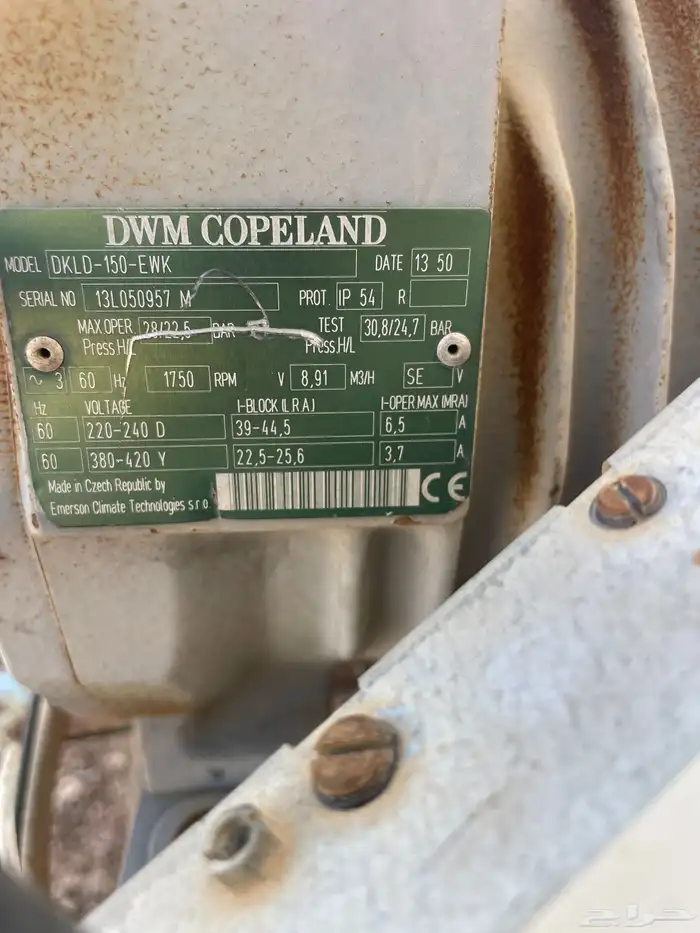 DWM COPELAND
MODEL DKLD-150-EWK DATE 13 50
SERIAL NO 13L050957 M PROT. IP 54 R
MAX OPER 28/22,5 BAR TEST 30,8/24,7 BAR
Press.H/L Press.H/L
~ 3 60 Hz 1750 RPM V 8,91 M3/H SE V
Hz VOLTAGE I-BLOCK(L R A) I-OPER MAX (MRA)
60 220-240 D 39-44,5 6,5 A
60 380-420 Y 22,5-25,6 3,7 A
Made in Czech Republic by
Emerson Climate Technologies s.r.o
CE
حراج